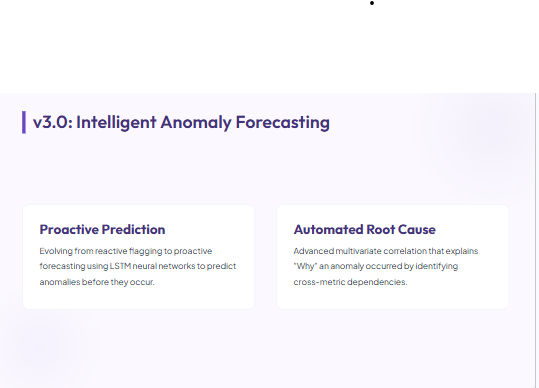 v3.0: Intelligent Anomaly Forecasting
Proactive Prediction
Evolving from reactive flagging to proactive
forecasting using LSTM neural networks to predict
anomalies before they occur.
Automated Root Cause
Advanced multivariate correlation that explains
"Why" an anomaly occurred by identifying
cross-metric dependencies.